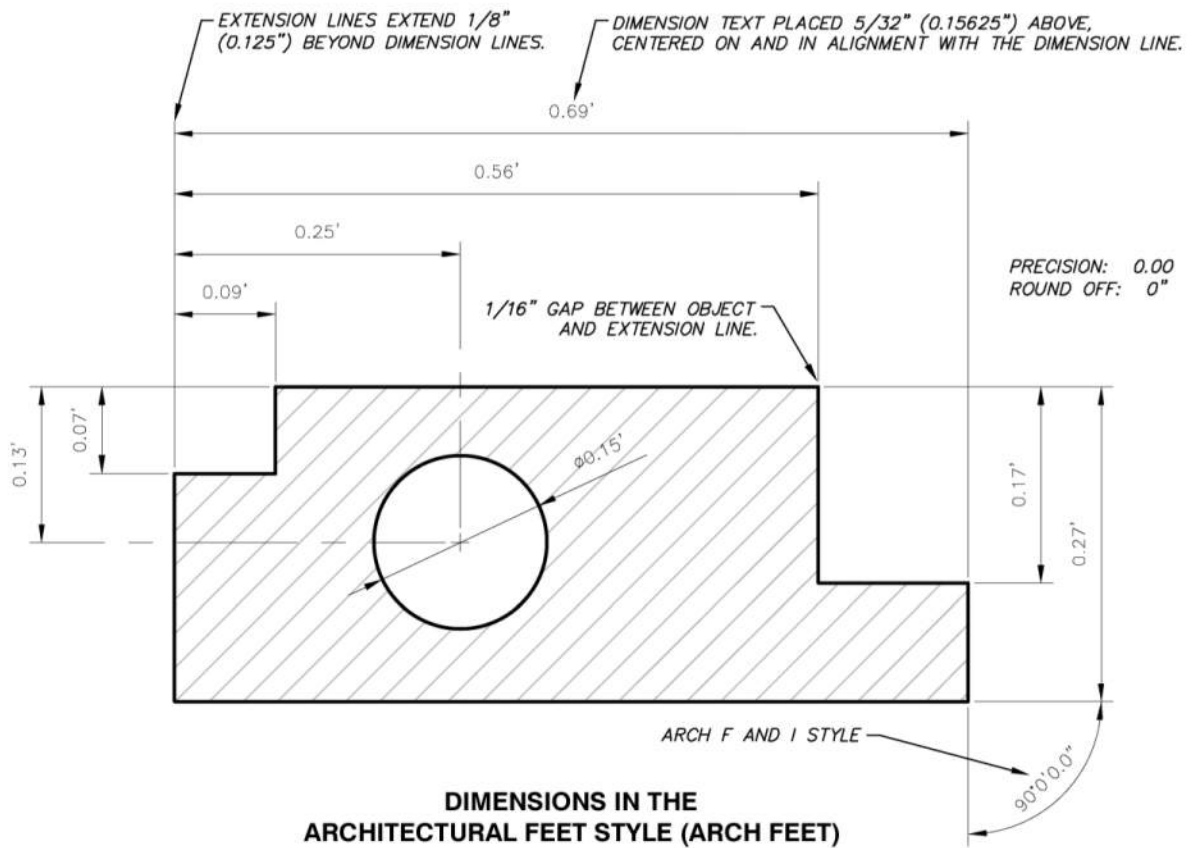 EXTENSION LINES EXTEND 1/8"
(0.125") BEYOND DIMENSION LINES.
DIMENSION TEXT PLACED 5/32" (0.15625") ABOVE,
CENTERED ON AND IN ALIGNMENT WITH THE DIMENSION LINE.
0.69'
0.56'
0.25'
0.09'
PRECISION: 0.00
ROUND OFF: 0"
1/16" GAP BETWEEN OBJECT
AND EXTENSION LINE.
0.13'
0.07'
ø0.15'
0.17'
0.27'
ARCH F AND I STYLE
90°0'0.0"
DIMENSIONS IN THE
ARCHITECTURAL FEET STYLE (ARCH FEET)